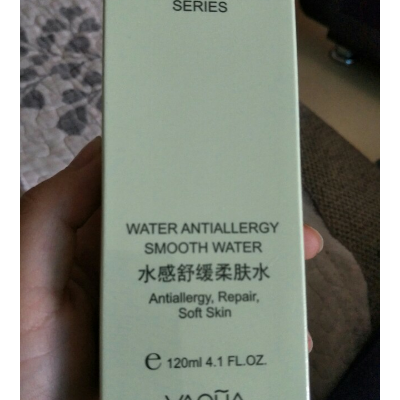 SERIES
WATER ANTIALLERGY
SMOOTH WATER
水感舒缓柔肤水
Antiallergy, Repair,
Soft Skin
e 120ml 4.1 FL.OZ.